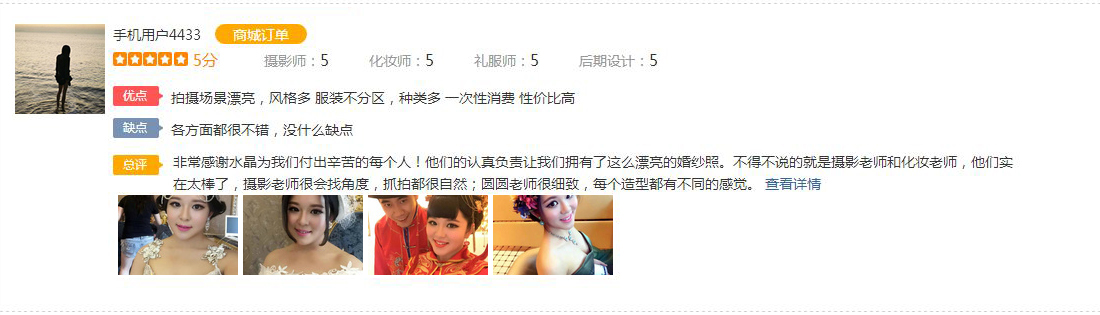 手机用户4433 商城订单
5分 摄影师：5 化妆师：5 礼服师：5 后期设计：5
优点 拍摄场景漂亮，风格多 服装不分区，种类多 一次性消费 性价比高
缺点 各方面都很不错，没什么缺点
总评 非常感谢水晶为我们付出辛苦的每个人！他们的认真负责让我们拥有了这么漂亮的婚纱照。不得不说的就是摄影老师和化妆老师，他们实
在太棒了，摄影老师很会找角度，抓拍都很自然；圆圆老师很细致，每个造型都有不同的感觉。 查看详情